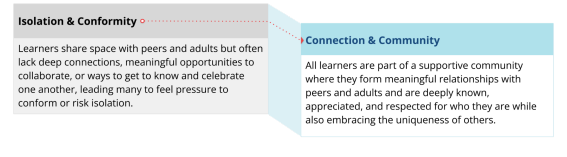 Isolation & Conformity
Learners share space with peers and adults but often
lack deep connections, meaningful opportunities to
collaborate, or ways to get to know and celebrate
one another, leading many to feel pressure to
conform or risk isolation.
Connection & Community
All learners are part of a supportive community
where they form meaningful relationships with
peers and adults and are deeply known,
appreciated, and respected for who they are while
also embracing the uniqueness of others.